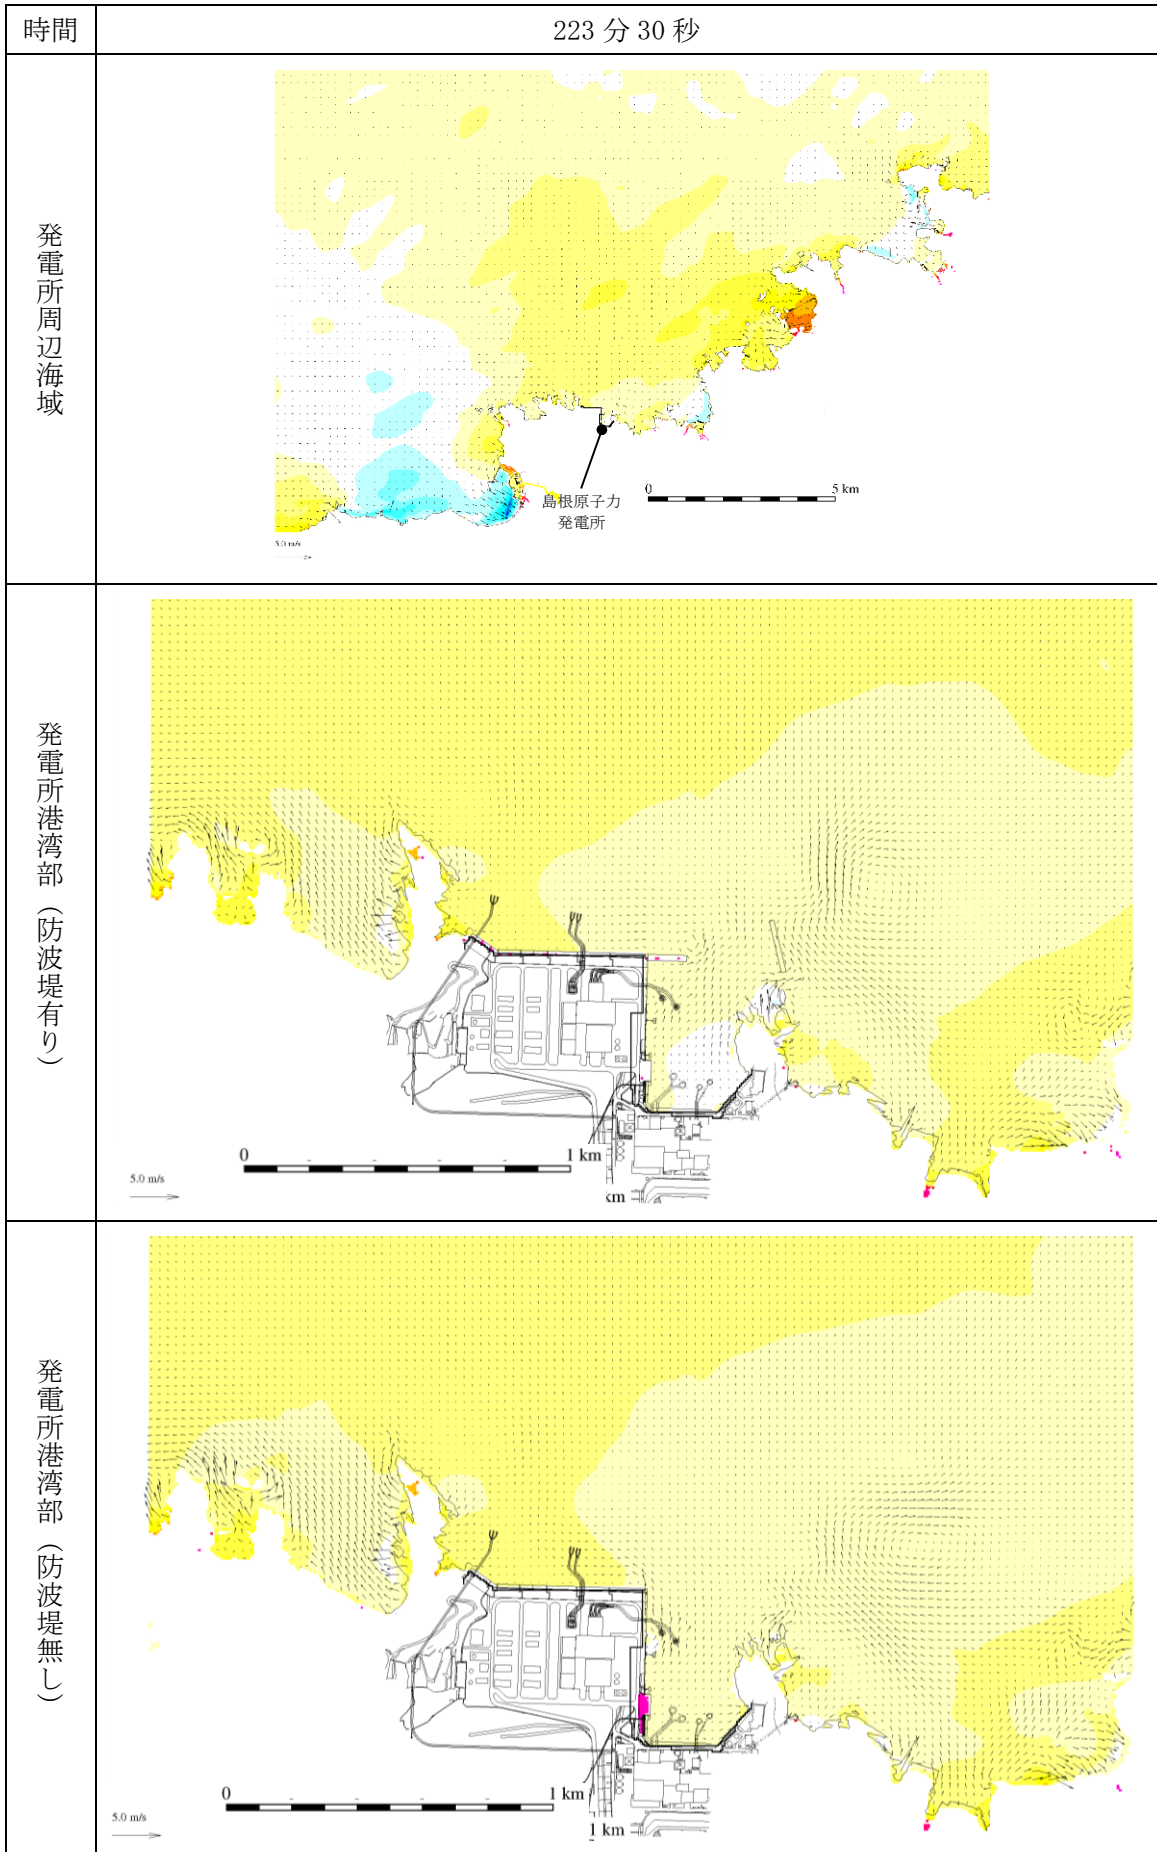 時間
223 分 30 秒
発電所周辺海域
島根原子力
発電所
0
5 km
5.0 m/s
発電所港湾部（防波堤有り）
0
1 km
km
5.0 m/s
発電所港湾部（防波堤無し）
0
1 km
1 km
5.0 m/s